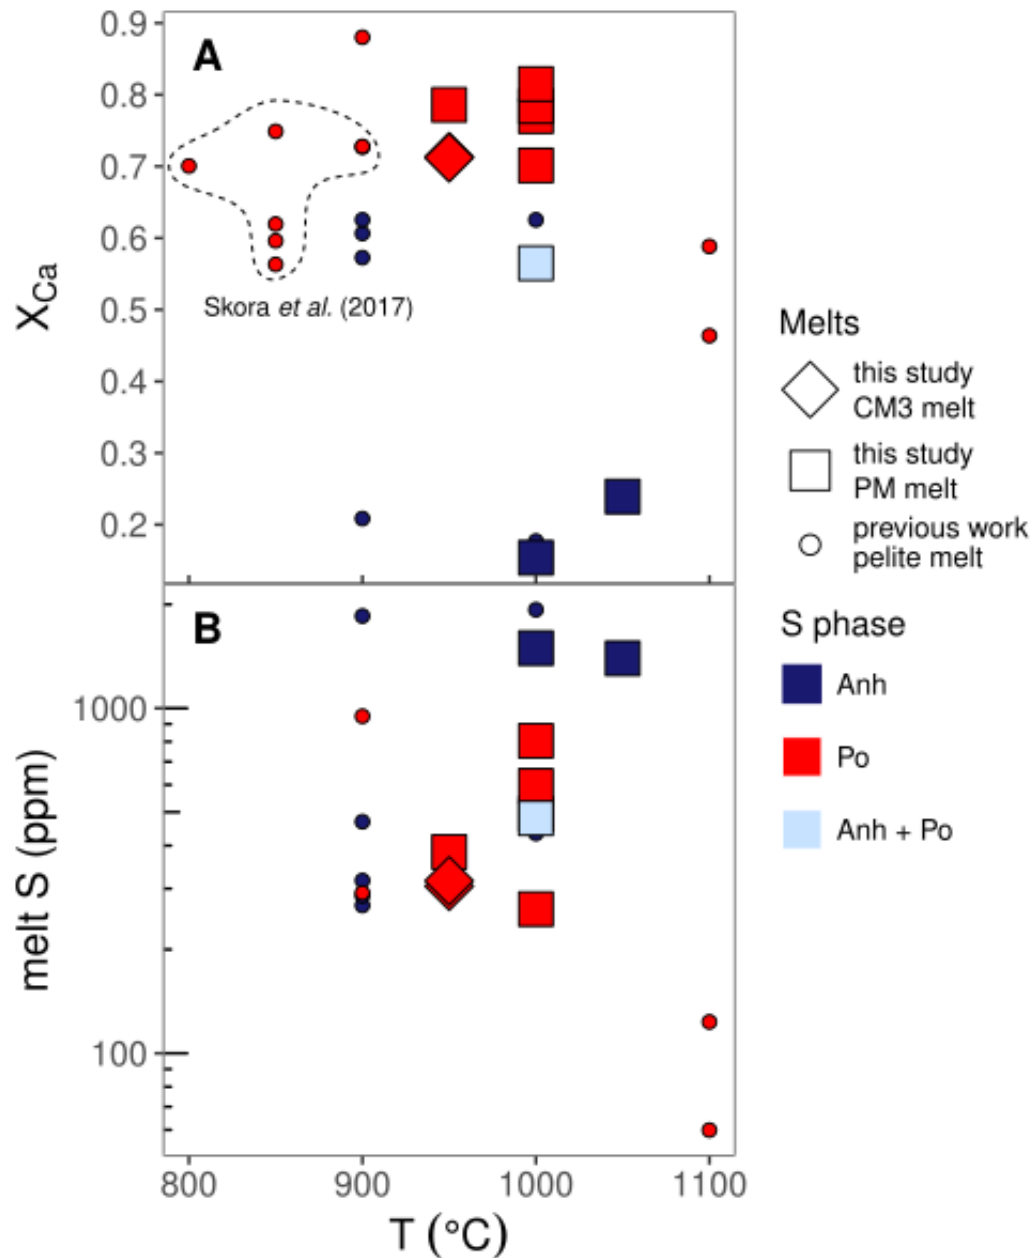 A
0.9
0.8
0.7
0.6
0.5
0.4
0.3
0.2
XCa
Skora et al. (2017)
B
1000
100
melt S (ppm)
800 900 1000 1100
T (°C)
Melts
this study
CM3 melt
this study
PM melt
previous work
pelite melt
S phase
Anh
Po
Anh + Po